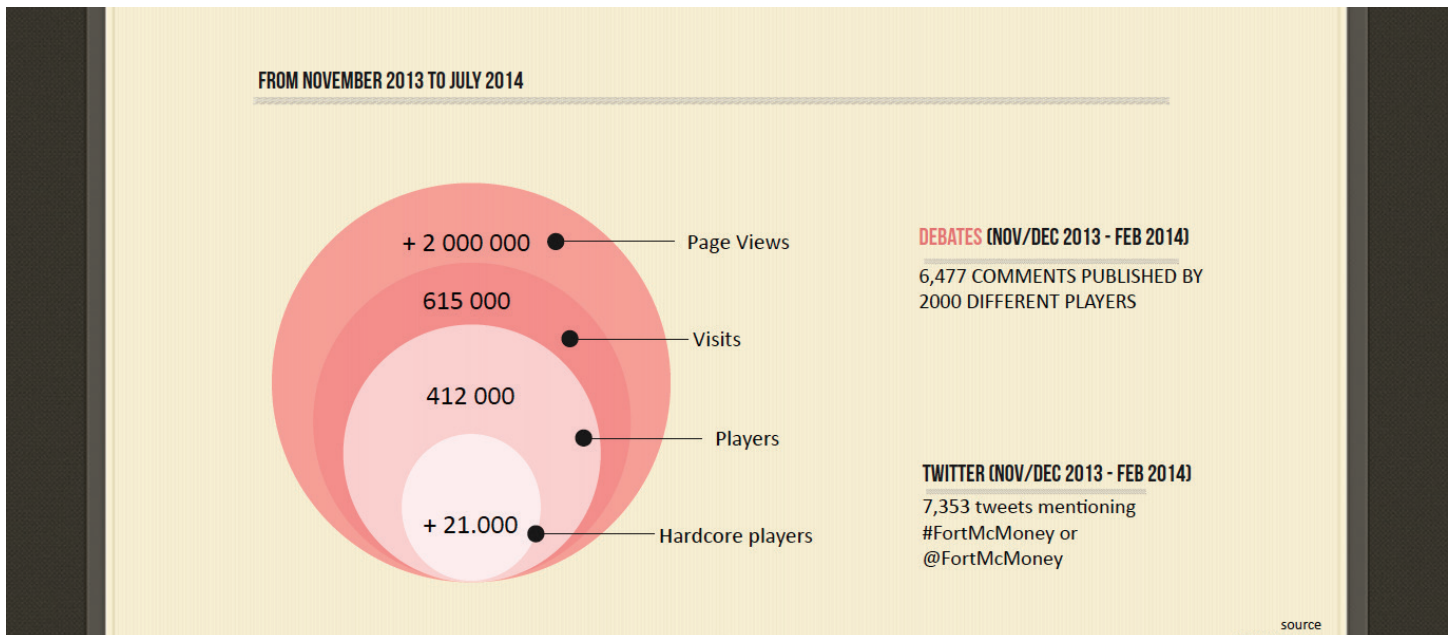 FROM NOVEMBER 2013 TO JULY 2014
+ 2 000 000
Page Views
615 000
Visits
412 000
Players
+ 21.000
Hardcore players
DEBATES (NOV/DEC 2013 - FEB 2014)
6,477 COMMENTS PUBLISHED BY
2000 DIFFERENT PLAYERS
TWITTER (NOV/DEC 2013 - FEB 2014)
7,353 tweets mentioning
#FortMcMoney or
@FortMcMoney
source